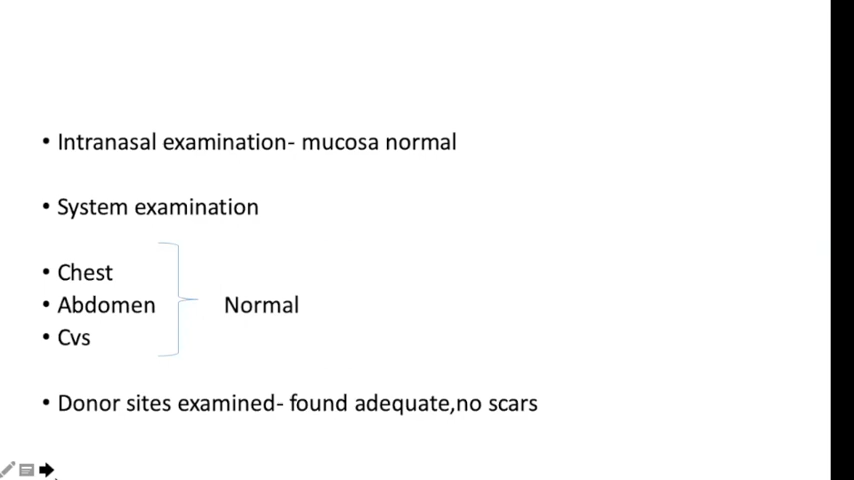 • Intranasal examination- mucosa normal
• System examination
• Chest
• Abdomen
Normal
• Cvs
• Donor sites examined- found adequate,no scars